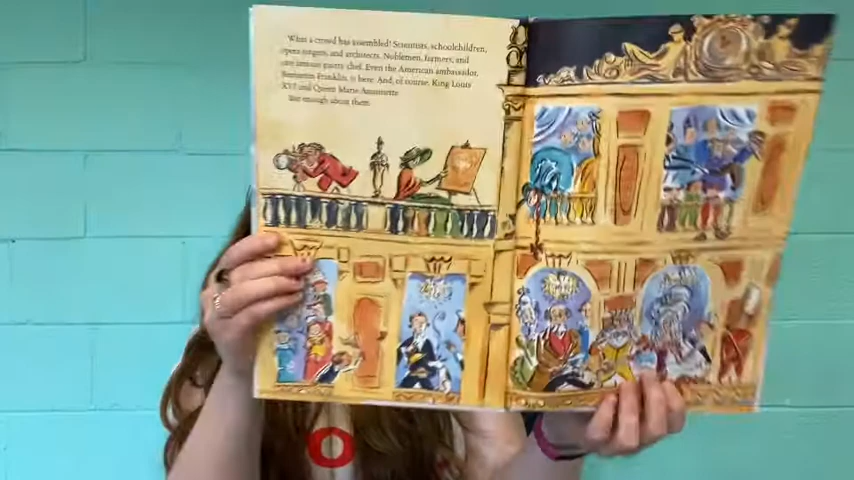 What a crowd has assembled! Scientists, schoolchildren,
opera singers, and architects. Noblemen, farmers, and
one famous pastry chef. Even the American ambassador,
Benjamin Franklin, is here. And, of course, King Louis
XVI and Queen Marie Antoinette.
But enough about them.